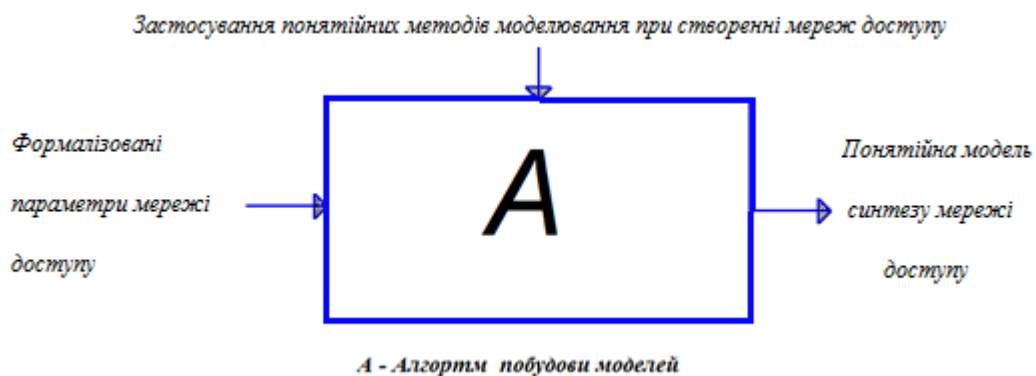 Застосування понятійних методів моделювання при створенні мереж доступу
Формалізовані
параметри мережі
доступу
А
Понятійна модель
синтезу мережі
доступу
А - Алгортм побудови моделей